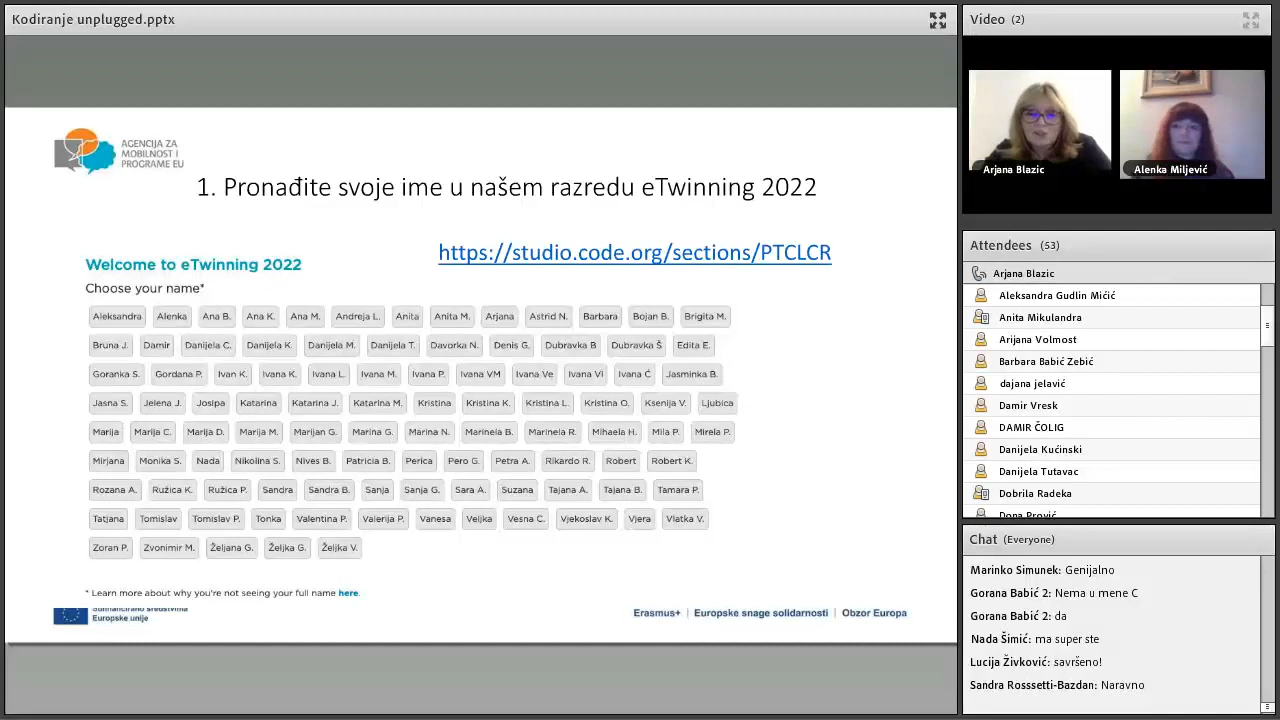 Kodiranje unplugged.pptx
AGENCIJA ZA
MOBILNOST I
PROGRAME EU
1. Pronađite svoje ime u našem razredu eTwinning 2022
https://studio.code.org/sections/PTCLCR
Welcome to eTwinning 2022
Choose your name*
Aleksandra Alenka Ana B. Ana K. Ana M. Andreja L. Anita Anita M. Arjana Astrid N. Barbara Bojan B. Brigita M.
Bruna J. Damir Danijela C. Danijela K. Danijela M. Danijela T. Davorka N. Denis G. Dubravka B Dubravka Š Edita E.
Goranka S. Gordana P. Ivan K. Ivana K. Ivana L. Ivana M. Ivana P. Ivana VM Ivana Ve Ivana Vi Ivana Ć Jasminka B.
Jasna S. Jelena J. Josipa Katarina Katarina J. Katarina M. Kristina Kristina K. Kristina L. Kristina O. Ksenija V. Ljubica
Marija Marija C. Marija D. Marija M. Marijan G. Marina G. Marina N. Marinela B. Marinela R. Mihaela H. Mila P. Mirela P.
Mirjana Monika S. Nada Nikolina S. Nives B. Patricia B. Perica Pero G. Petra A. Rikardo R. Robert Robert K.
Rozana A. Ružica K. Ružica P. Sandra Sandra B. Sanja Sanja G. Sara A. Suzana Tajana A. Tajana B. Tamara P.
Tatjana Tomislav Tomislav P. Tonka Valentina P. Valerija P. Vanesa Veljka Vesna C. Vjekoslav K. Vjera Vlatka V.
Zoran P. Zvonimir M. Željana G. Željka G. Željka V.
* Learn more about why you're not seeing your full name here.
Sufinancirano sredstvima
Europske unije
Erasmus+ | Europske snage solidarnosti | Obzor Europa
Video (2)
Arjana Blazic
Alenka Miljević
Attendees (53)
Arjana Blazic
Aleksandra Gudlin Mićić
Anita Mikulandra
Arijana Volmost
Barbara Babić Zebić
dajana jelavić
Damir Vresk
DAMIR ČOLIG
Danijela Kućinski
Danijela Tutavac
Dobrila Radeka
Dona Prović
Chat (Everyone)
Marinko Simunek: Genijalno
Gorana Babić 2: Nema u mene C
Gorana Babić 2: da
Nada Šimić: ma super ste
Lucija Živković: savršeno!
Sandra Rosssetti-Bazdan: Naravno